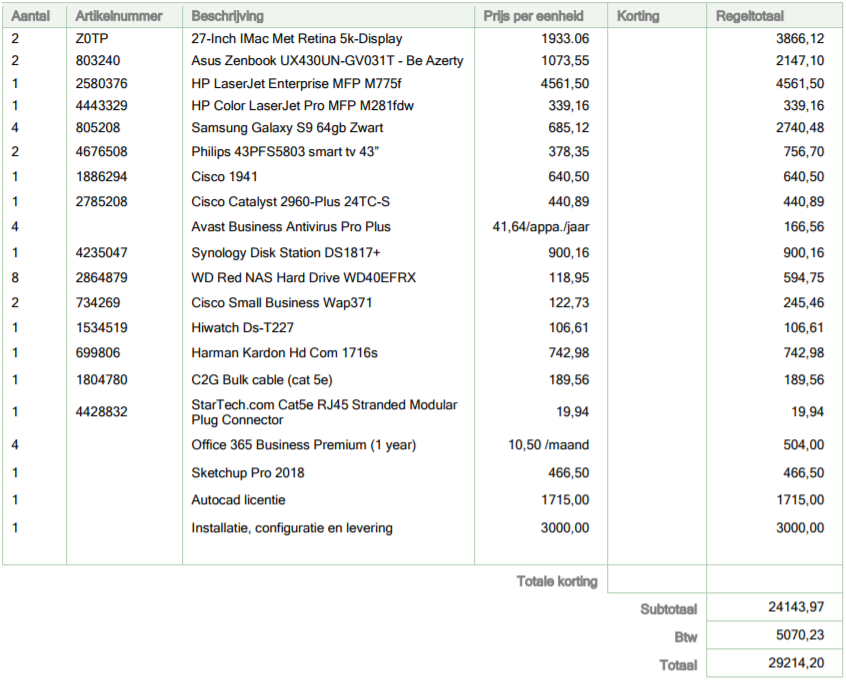 Aantal Artikelnummer Beschrijving Prijs per eenheid Korting Regeltotaal
2 Z0TP 27-Inch IMac Met Retina 5k-Display 1933.06 3866,12
2 803240 Asus Zenbook UX430UN-GV031T - Be Azerty 1073,55 2147,10
1 2580376 HP LaserJet Enterprise MFP M775f 4561,50 4561,50
1 4443329 HP Color LaserJet Pro MFP M281fdw 339,16 339,16
4 805208 Samsung Galaxy S9 64gb Zwart 685,12 2740,48
2 4676508 Philips 43PFS5803 smart tv 43" 378,35 756,70
1 1886294 Cisco 1941 640,50 640,50
1 2785208 Cisco Catalyst 2960-Plus 24TC-S 440,89 440,89
4 Avast Business Antivirus Pro Plus 41,64/appa./jaar 166,56
1 4235047 Synology Disk Station DS1817+ 900,16 900,16
8 2864879 WD Red NAS Hard Drive WD40EFRX 118,95 594,75
2 734269 Cisco Small Business Wap371 122,73 245,46
1 1534519 Hiwatch Ds-T227 106,61 106,61
1 699806 Harman Kardon Hd Com 1716s 742,98 742,98
1 1804780 C2G Bulk cable (cat 5e) 189,56 189,56
1 4428832 StarTech.com Cat5e RJ45 Stranded Modular 19,94 19,94
Plug Connector
4 Office 365 Business Premium (1 year) 10,50 /maand 504,00
1 Sketchup Pro 2018 466,50 466,50
1 Autocad licentie 1715,00 1715,00
1 Installatie, configuratie en levering 3000,00 3000,00
Totale korting
Subtotaal 24143,97
Btw 5070,23
Totaal 29214,20